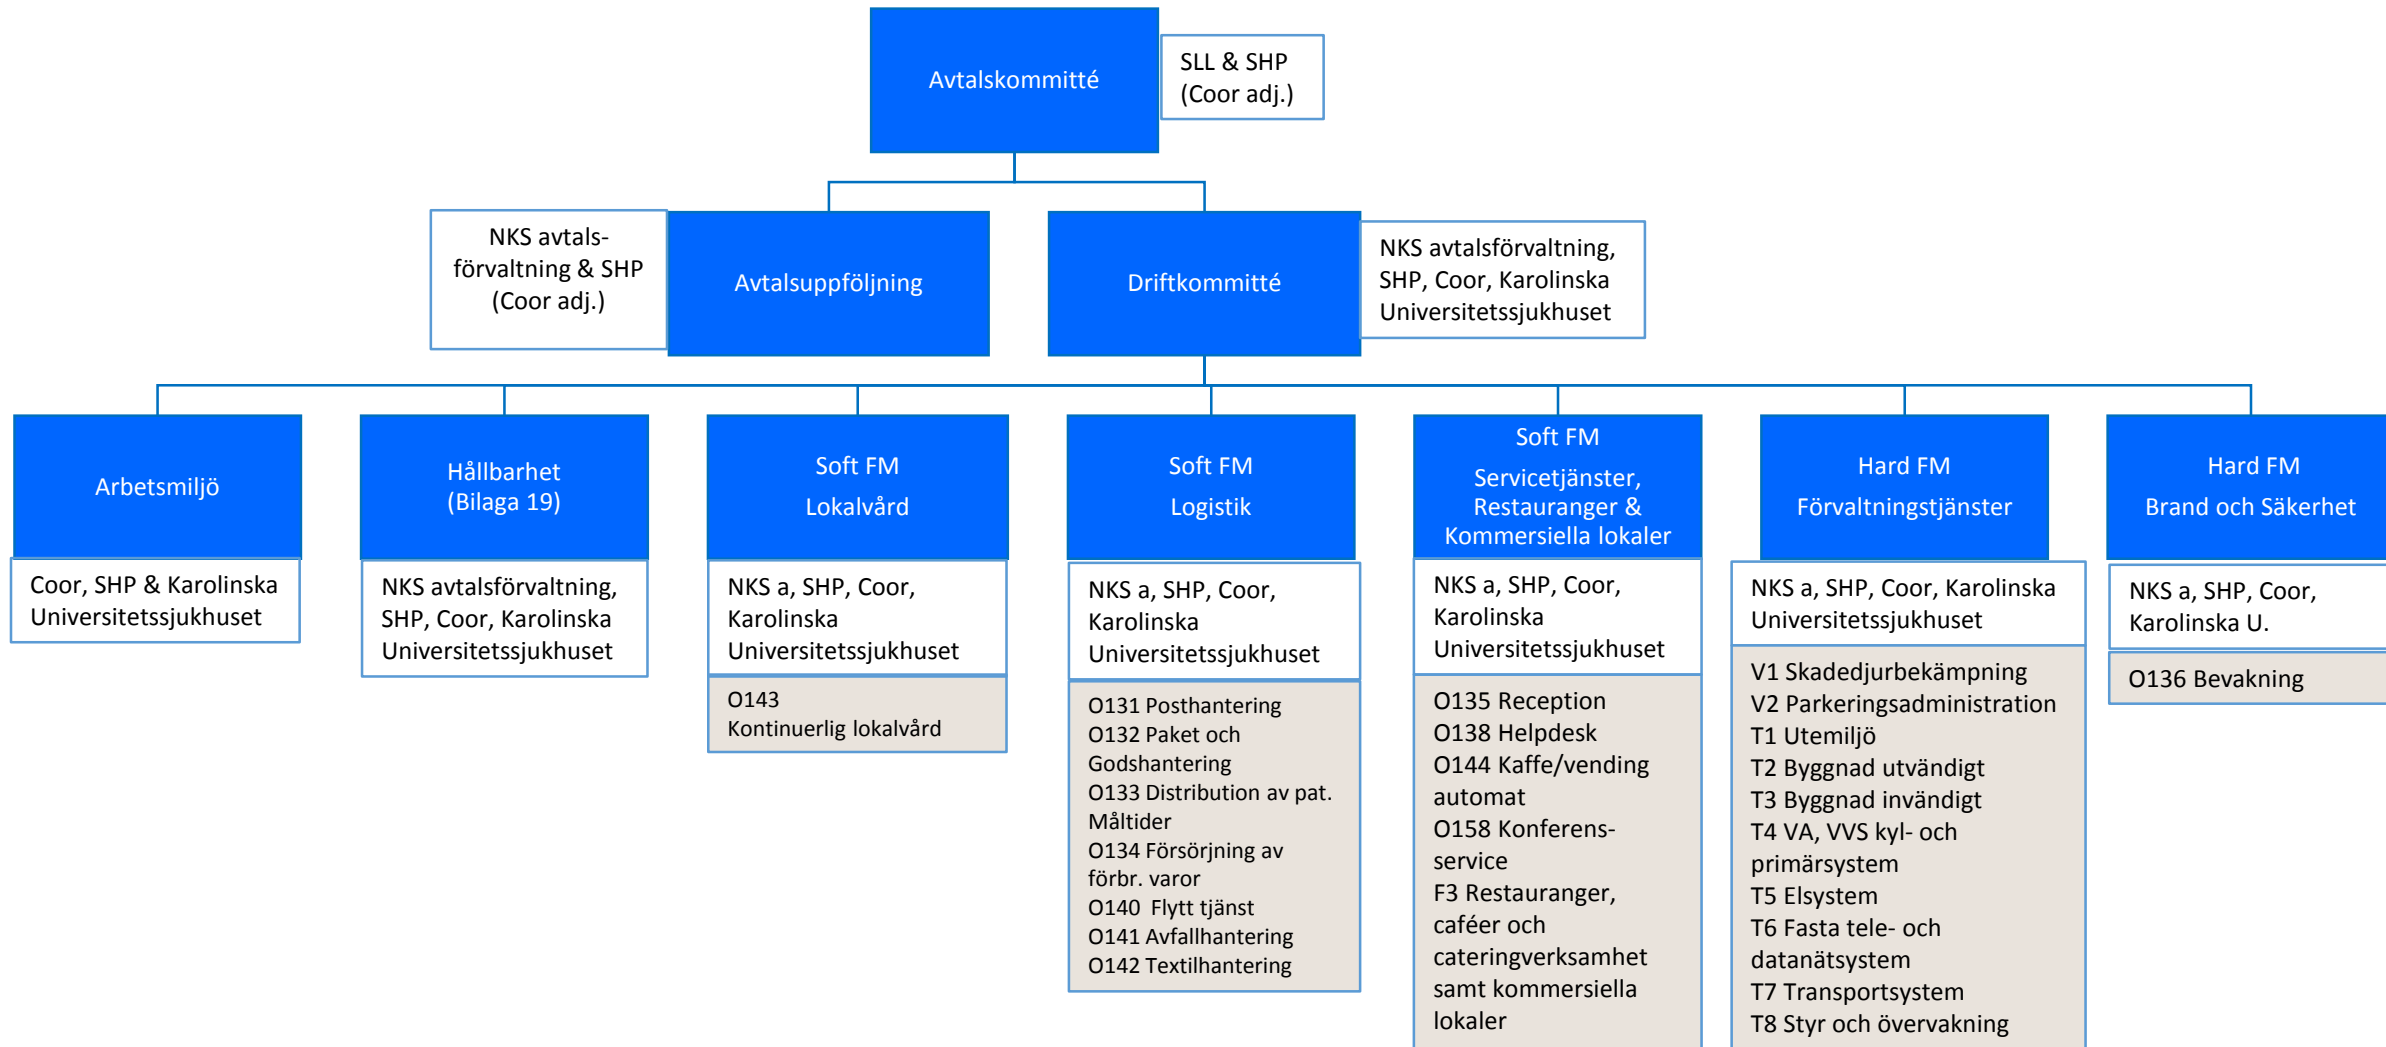 Avtalskommitté
SLL & SHP
(Coor adj.)
NKS avtals-
förvaltning & SHP
(Coor adj.)
Avtalsuppföljning
Driftkommitté
NKS avtalsförvaltning,
SHP, Coor, Karolinska
Universitetssjukhuset
Arbetsmiljö
Coor, SHP & Karolinska
Universitetssjukhuset
Hållbarhet
(Bilaga 19)
NKS avtalsförvaltning,
SHP, Coor, Karolinska
Universitetssjukhuset
Soft FM
Lokalvård
NKS a, SHP, Coor,
Karolinska
Universitetssjukhuset
O143
Kontinuerlig lokalvård
Soft FM
Logistik
NKS a, SHP, Coor,
Karolinska
Universitetssjukhuset
O131 Posthantering
O132 Paket och
Godshantering
O133 Distribution av pat.
Måltider
O134 Försörjning av
förbr. varor
O140  Flytt tjänst
O141 Avfallhantering
O142 Textilhantering
Soft FM
Servicetjänster,
Restauranger &
Kommersiella lokaler
NKS a, SHP, Coor,
Karolinska
Universitetssjukhuset
O135 Reception
O138 Helpdesk
O144 Kaffe/vending
automat
O158 Konferens-
service
F3 Restauranger,
caféer och
cateringverksamhet
samt kommersiella
lokaler
Hard FM
Förvaltningstjänster
NKS a, SHP, Coor, Karolinska
Universitetssjukhuset
V1 Skadedjurbekämpning
V2 Parkeringsadministration
T1 Utemiljö
T2 Byggnad utvändigt
T3 Byggnad invändigt
T4 VA, VVS kyl- och
primärsystem
T5 Elsystem
T6 Fasta tele- och
datanätsystem
T7 Transportsystem
T8 Styr och övervakning
Hard FM
Brand och Säkerhet
NKS a, SHP, Coor,
Karolinska U.
O136 Bevakning